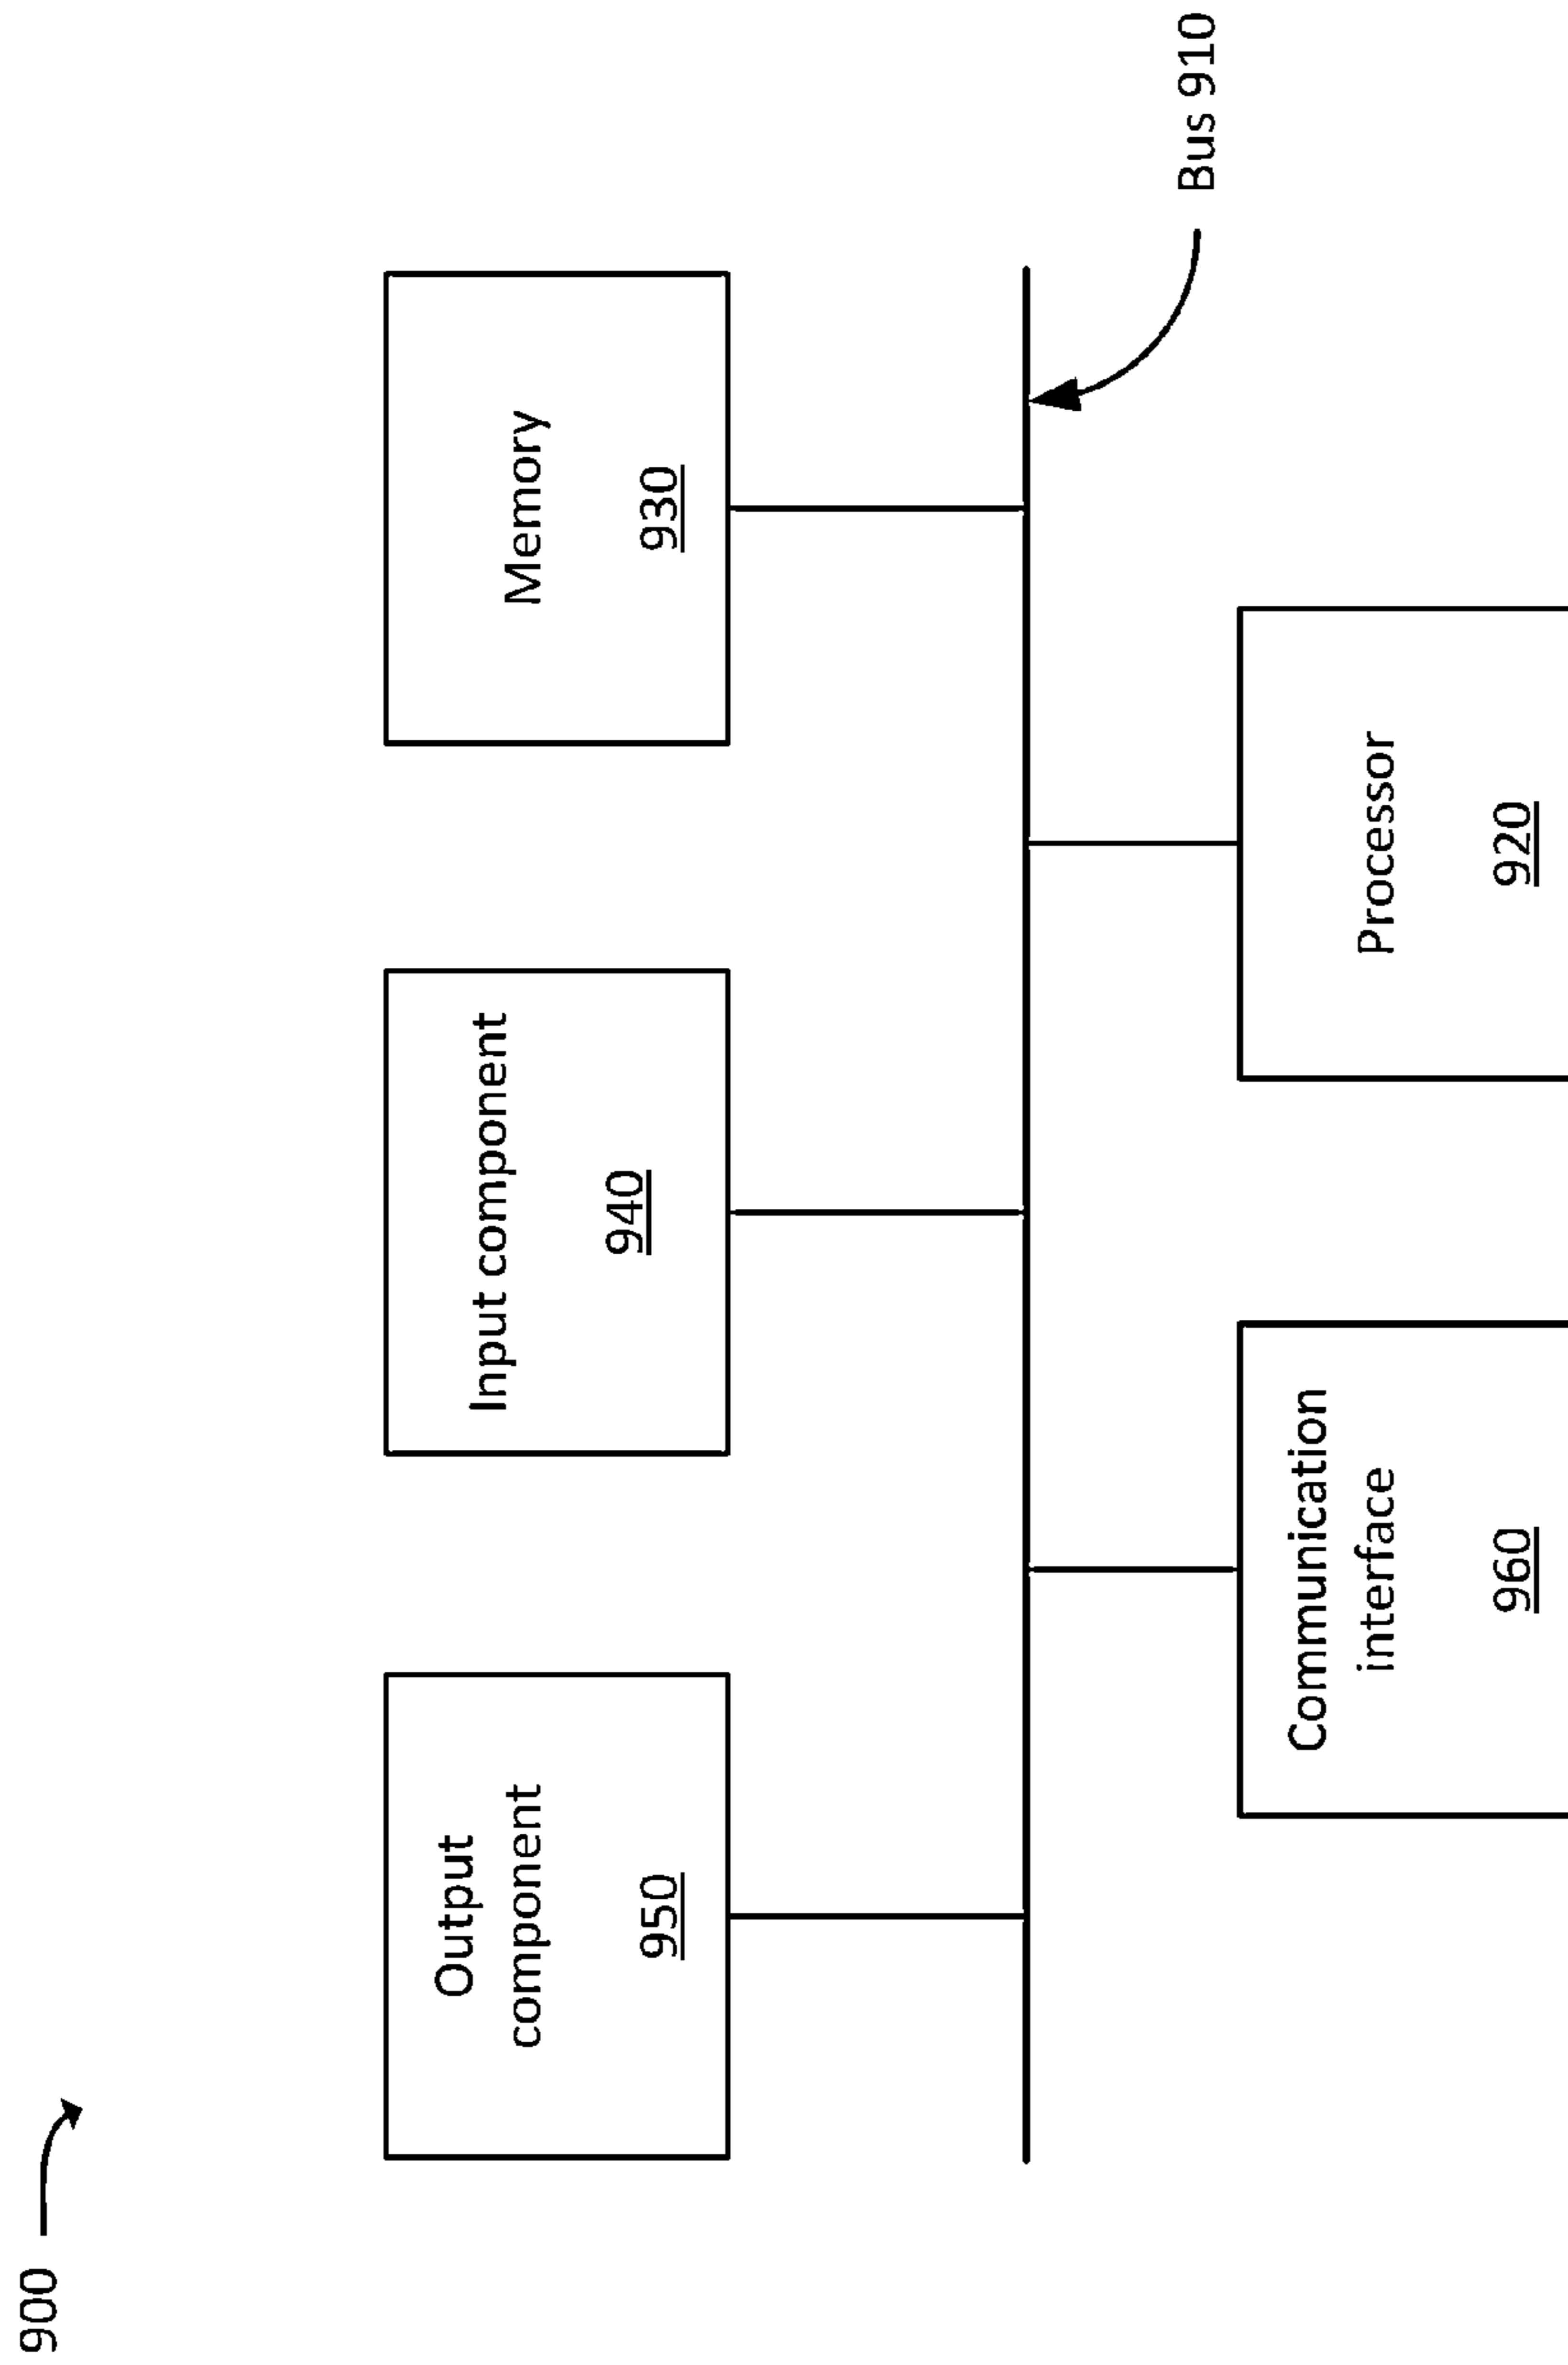 900
Output
component
950
Input component
940
Memory
930
Communication
interface
960
Processor
920
Bus 910